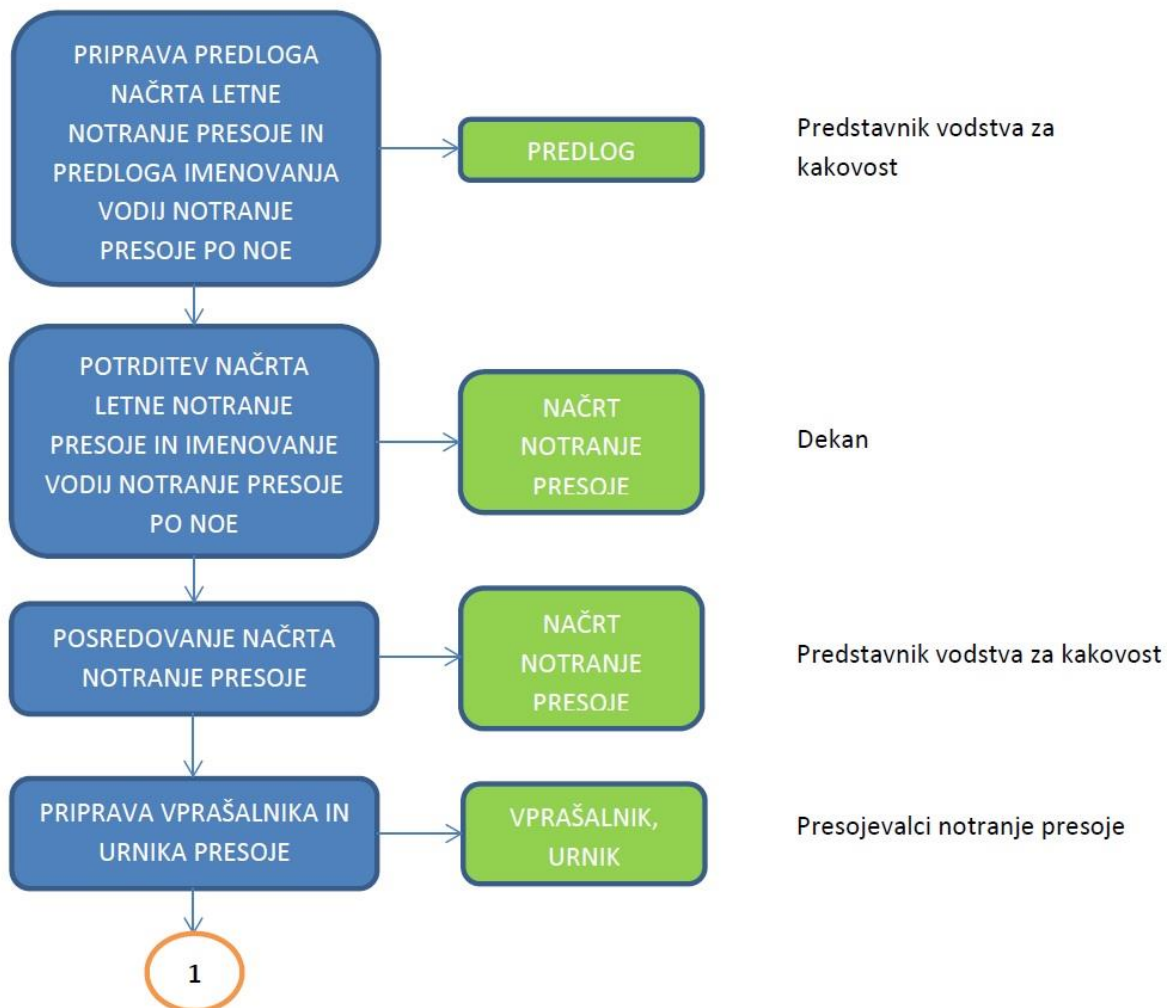 PRIPRAVA PREDLOGA
NAČRTA LETNE
NOTRANJE PRESOJE IN
PREDLOGA IMENOVANJA
VODIJ NOTRANJE
PRESOJE PO NOE
PREDLOG
Predstavnik vodstva za
kakovost
POTRDITEV NAČRTA
LETNE NOTRANJE
PRESOJE IN IMENOVANJE
VODIJ NOTRANJE PRESOJE
PO NOE
NAČRT
NOTRANJE
PRESOJE
Dekan
POSREDOVANJE NAČRTA
NOTRANJE PRESOJE
NAČRT
NOTRANJE
PRESOJE
Predstavnik vodstva za kakovost
PRIPRAVA VPRAŠALNIKA IN
URNIKA PRESOJE
VPRAŠALNIK,
URNIK
Presojevalci notranje presoje
1